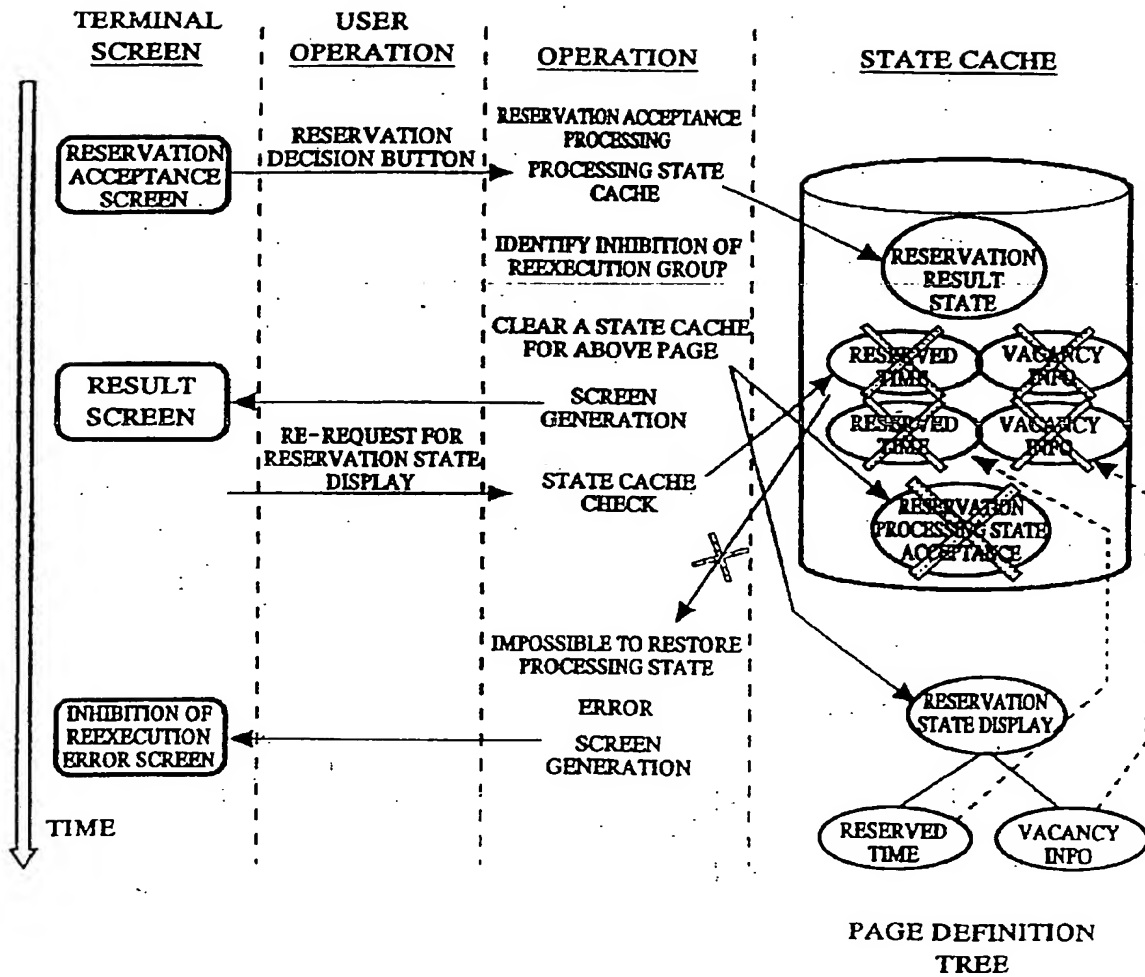 TERMINAL
SCREEN
USER
OPERATION
OPERATION
STATE CACHE
RESERVATION
ACCEPTANCE
SCREEN
RESERVATION
DECISION BUTTON
RESERVATION ACCEPTANCE
PROCESSING
PROCESSING STATE
CACHE
IDENTIFY INHIBITION OF
REEXECUTION GROUP
CLEAR A STATE CACHE
FOR ABOVE PAGE
RESERVATION
RESULT
STATE
RESERVED
TIME
VACANCY
INFO
RESERVED
TIME
VACANCY
INFO
RESERVATION
PROCESSING STATE
ACCEPTANCE
RESULT
SCREEN
SCREEN
GENERATION
RE-REQUEST FOR
RESERVATION STATE
DISPLAY
STATE CACHE
CHECK
IMPOSSIBLE TO RESTORE
PROCESSING STATE
INHIBITION OF
REEXECUTION
ERROR SCREEN
ERROR
SCREEN
GENERATION
RESERVATION
STATE DISPLAY
RESERVED
TIME
VACANCY
INFO
TIME
PAGE DEFINITION
TREE